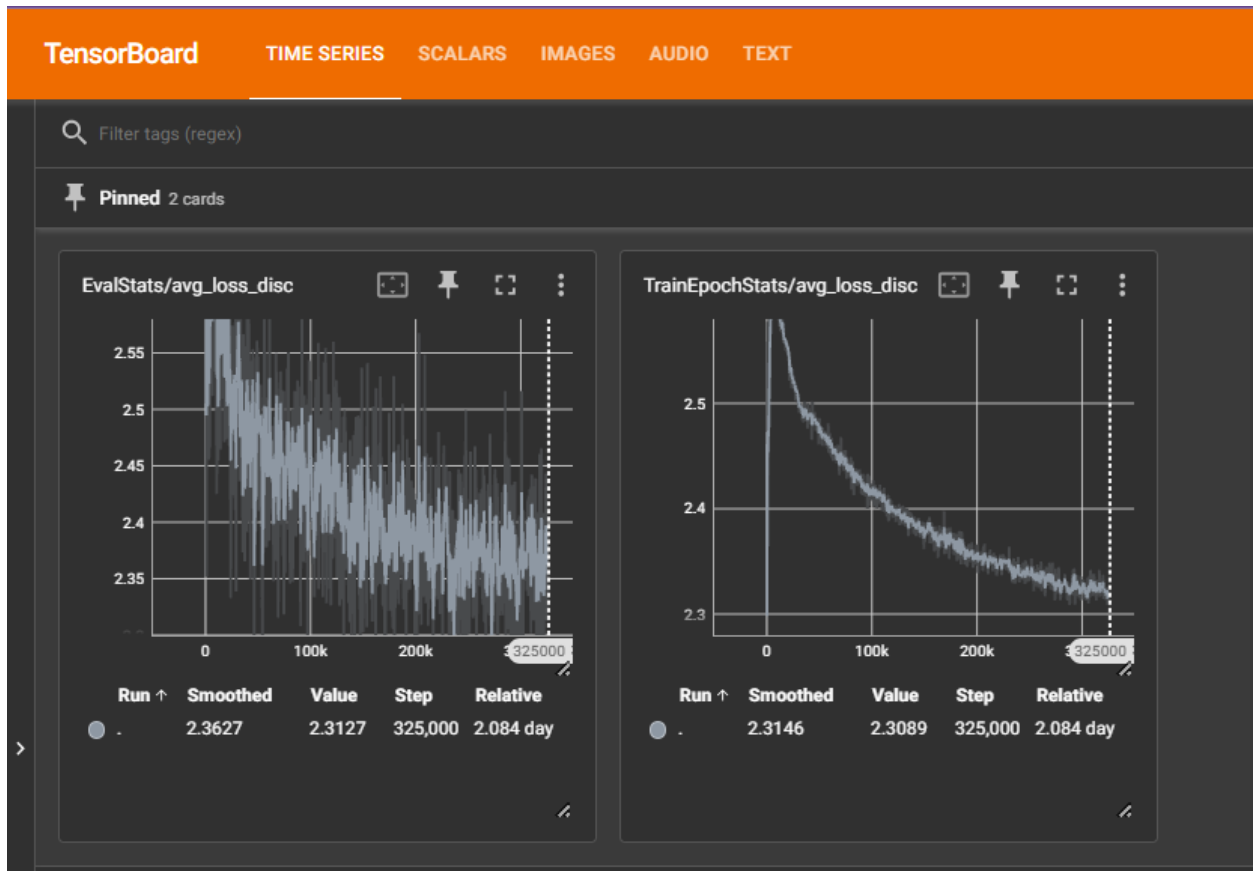 TensorBoard TIME SERIES SCALARS IMAGES AUDIO TEXT
Filter tags (regex)
Pinned 2 cards
EvalStats/avg_loss_disc
2.55
2.5
2.45
2.4
2.35
0 100k 200k 325000
Run ↑ Smoothed Value Step Relative
. 2.3627 2.3127 325,000 2.084 day
TrainEpochStats/avg_loss_disc
2.5
2.4
2.3
0 100k 200k 325000
Run ↑ Smoothed Value Step Relative
. 2.3146 2.3089 325,000 2.084 day